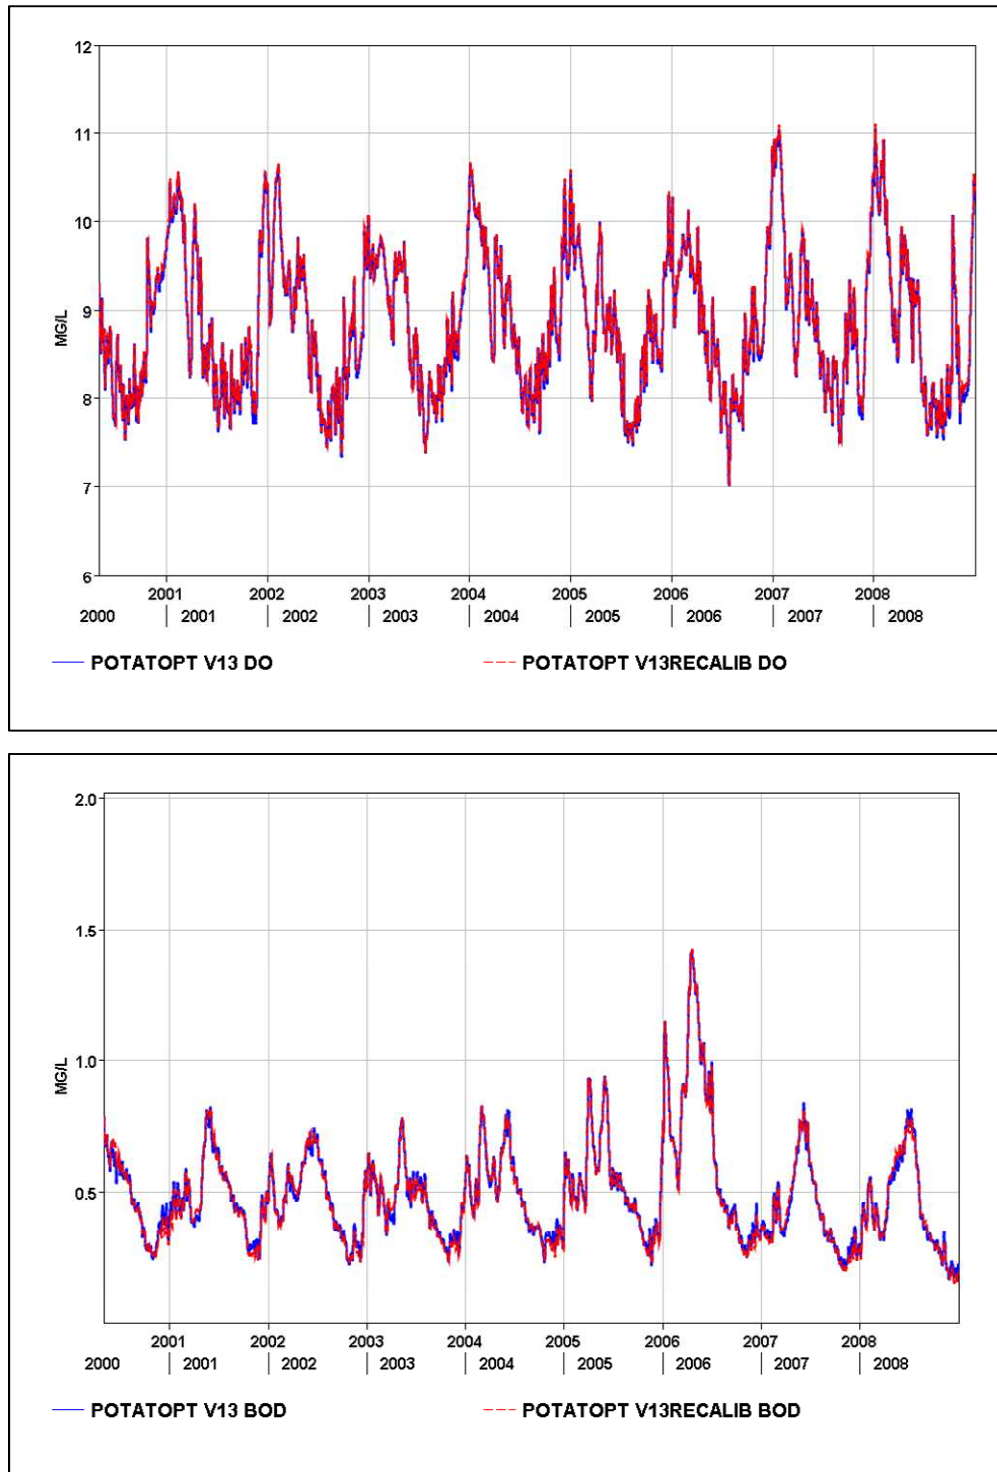 12
11
10
9
8
7
6
MG/L
2001 2002 2003 2004 2005 2006 2007 2008
2000 | 2001 | 2002 | 2003 | 2004 | 2005 | 2006 | 2007 | 2008
POTATOPT V13 DO POTATOPT V13RECALIB DO
2.0
1.5
1.0
0.5
MG/L
2001 2002 2003 2004 2005 2006 2007 2008
2000 | 2001 | 2002 | 2003 | 2004 | 2005 | 2006 | 2007 | 2008
POTATOPT V13 BOD POTATOPT V13RECALIB BOD